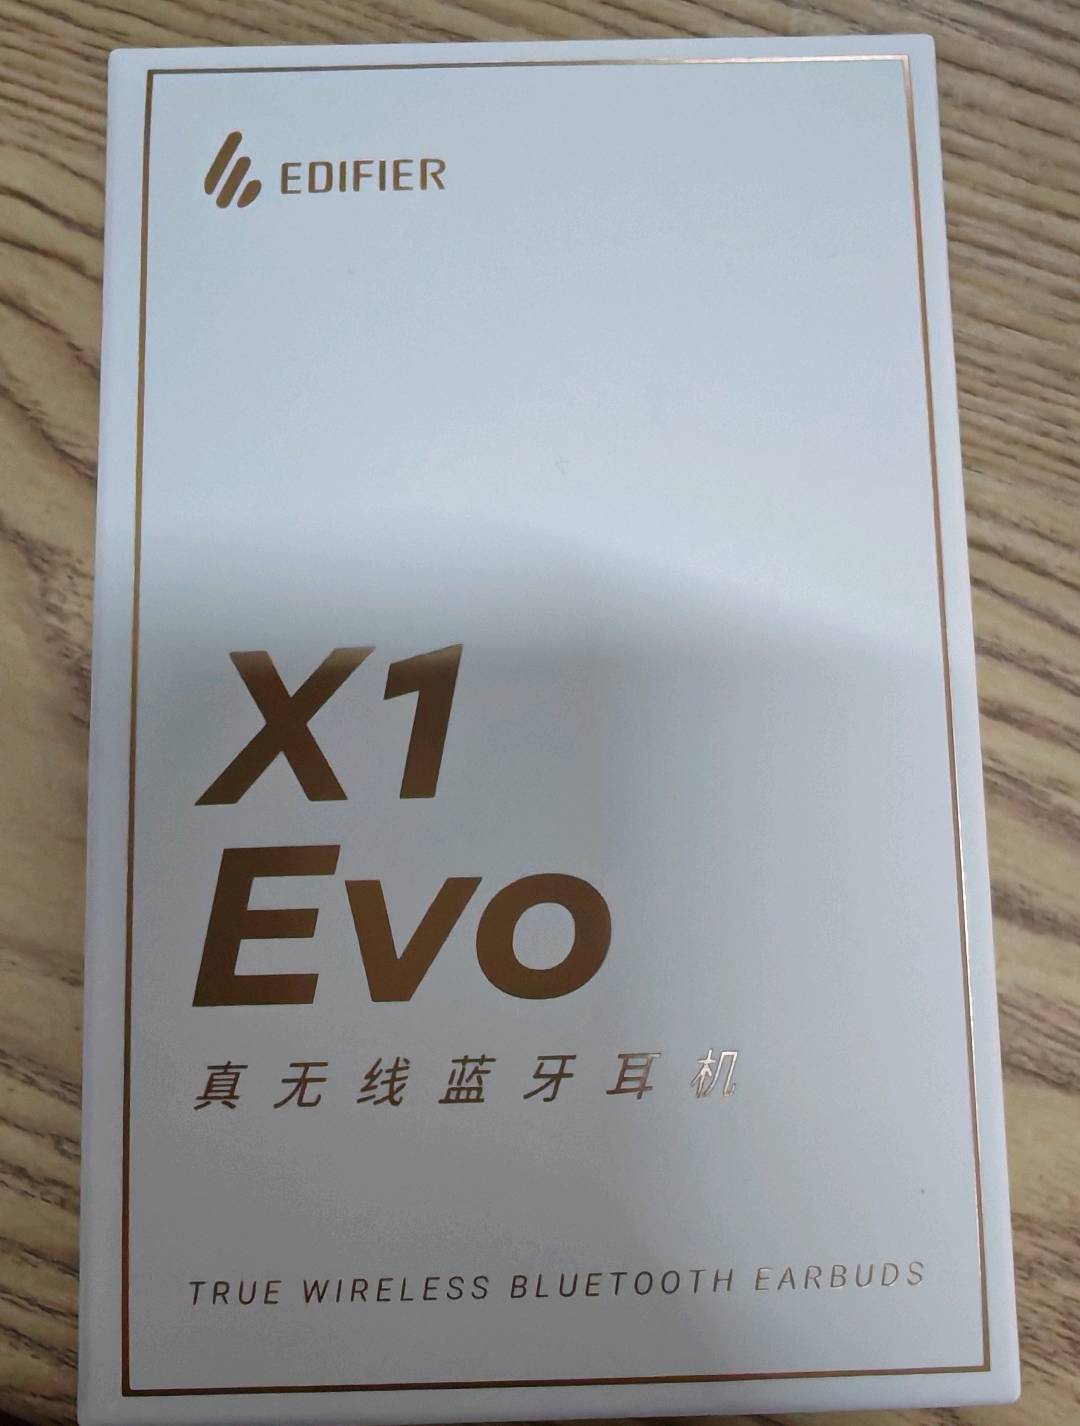 EDIFIER
X1
Evo
真无线蓝牙耳机
TRUE WIRELESS BLUETOOTH EARBUDS